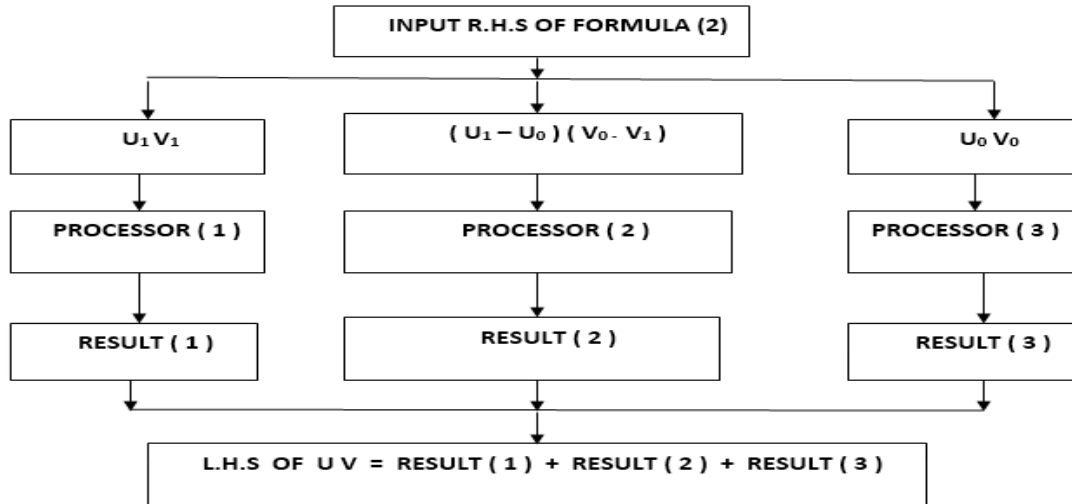 INPUT R.H.S OF FORMULA (2)
U₁ V₁
( U₁ – U₀ ) ( V₀ - V₁ )
U₀ V₀
PROCESSOR ( 1 )
PROCESSOR ( 2 )
PROCESSOR ( 3 )
RESULT ( 1 )
RESULT ( 2 )
RESULT ( 3 )
L.H.S OF U V = RESULT ( 1 ) + RESULT ( 2 ) + RESULT ( 3 )